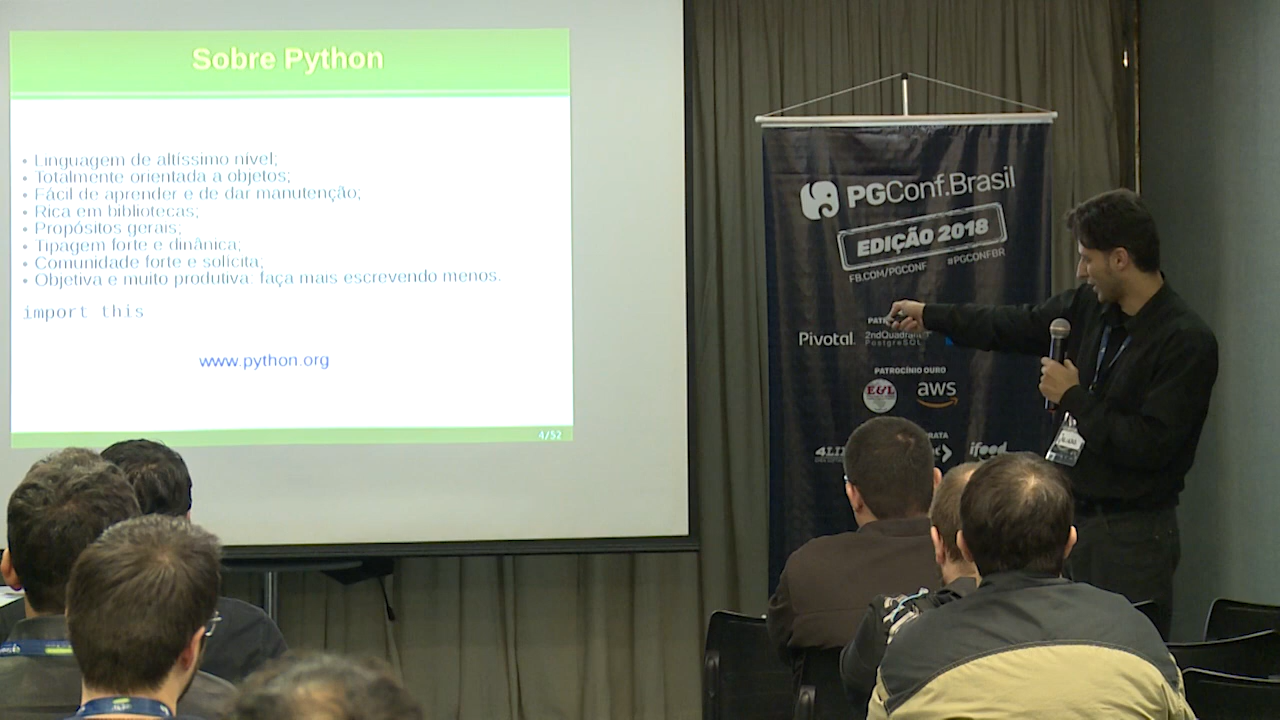 Sobre Python
• Linguagem de altíssimo nível;
• Totalmente orientada a objetos;
• Fácil de aprender e de dar manutenção;
• Rica em bibliotecas;
• Propósitos gerais;
• Tipagem forte e dinâmica;
• Comunidade forte e solícita;
• Objetiva e muito produtiva: faça mais escrevendo menos.
import this
www.python.org
4/52
PGConf.Brasil
EDIÇÃO 2018
FB.COM/PGCONF #PGCONFBR
Pivotal. 2ndQuadrant
PostgreSQL
PATROCÍNIO OURO
E&L aws
ifood